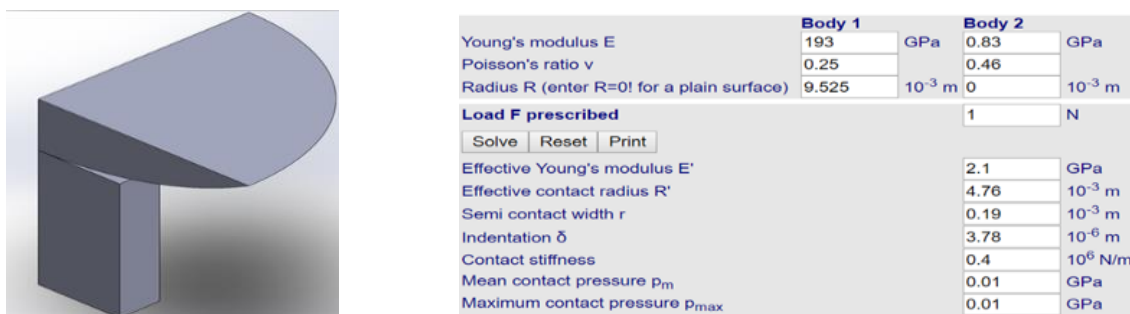 Body 1 Body 2
Young's modulus E 193 GPa 0.83 GPa
Poisson's ratio v 0.25 0.46
Radius R (enter R=0! for a plain surface) 9.525 10-3 m 0 10-3 m
Load F prescribed 1 N
Solve Reset Print
Effective Young's modulus E' 2.1 GPa
Effective contact radius R' 4.76 10-3 m
Semi contact width r 0.19 10-3 m
Indentation δ 3.78 10-6 m
Contact stiffness 0.4 106 N/m
Mean contact pressure pm 0.01 GPa
Maximum contact pressure pmax 0.01 GPa